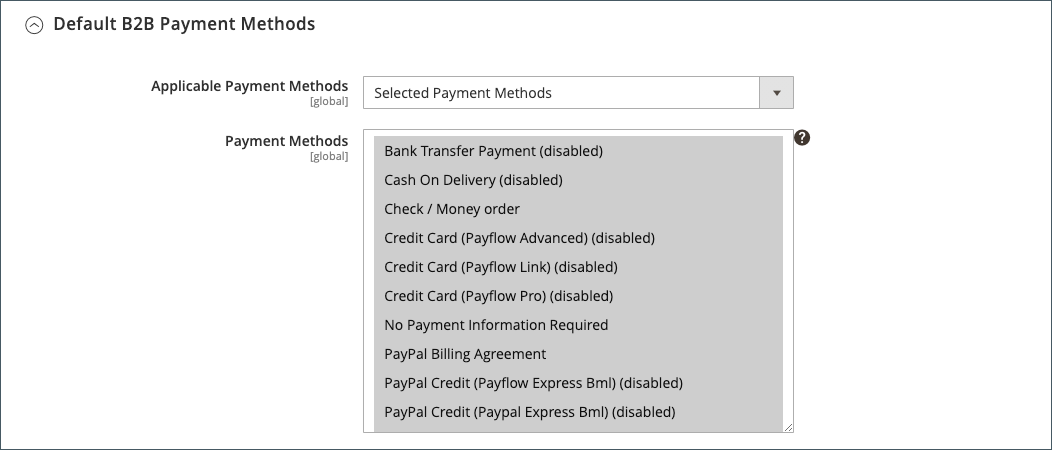 Default B2B Payment Methods
Applicable Payment Methods
[global]
Selected Payment Methods
Payment Methods
[global]
?
Bank Transfer Payment (disabled)
Cash On Delivery (disabled)
Check / Money order
Credit Card (Payflow Advanced) (disabled)
Credit Card (Payflow Link) (disabled)
Credit Card (Payflow Pro) (disabled)
No Payment Information Required
PayPal Billing Agreement
PayPal Credit (Payflow Express Bml) (disabled)
PayPal Credit (Paypal Express Bml) (disabled)